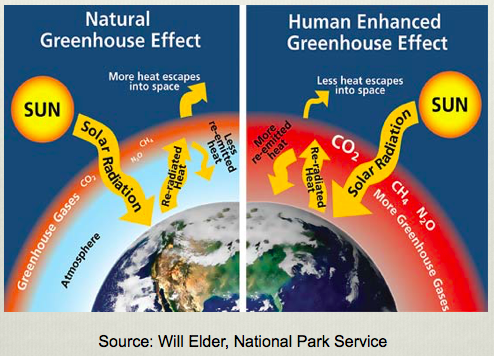 Natural
Greenhouse Effect
More heat escapes
into space
SUN
Solar Radiation
N₂O CH₄
CO₂
Greenhouse Gases
Atmosphere
Re-radiated
Heat
Less
re-emitted
heat
Human Enhanced
Greenhouse Effect
Less heat escapes
into space
SUN
Solar Radiation
More
re-emitted
heat
Re-radiated
Heat
CO₂
CH₄ N₂O
More Greenhouse Gases
Source: Will Elder, National Park Service